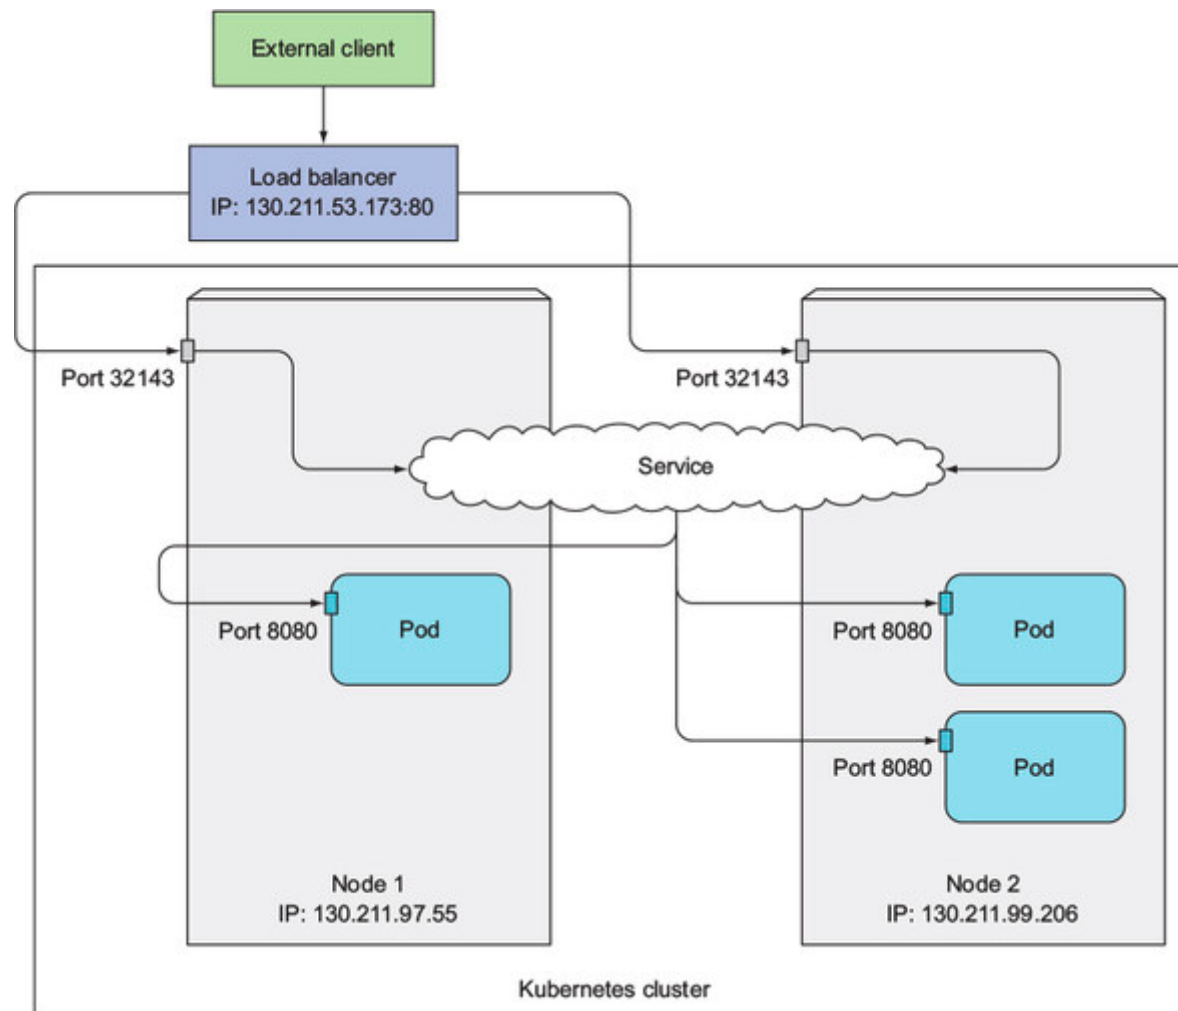 External client
Load balancer
IP: 130.211.53.173:80
Port 32143
Port 32143
Service
Port 8080
Pod
Port 8080
Pod
Port 8080
Pod
Node 1
IP: 130.211.97.55
Node 2
IP: 130.211.99.206
Kubernetes cluster